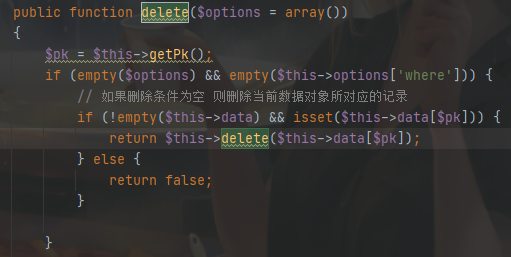 public function delete($options = array())
{
$pk = $this->getPk();
if (empty($options) && empty($this->options['where'])) {
// 如果删除条件为空 则删除当前数据对象所对应的记录
if (!empty($this->data) && isset($this->data[$pk])) {
return $this->delete($this->data[$pk]);
} else {
return false;
}
}